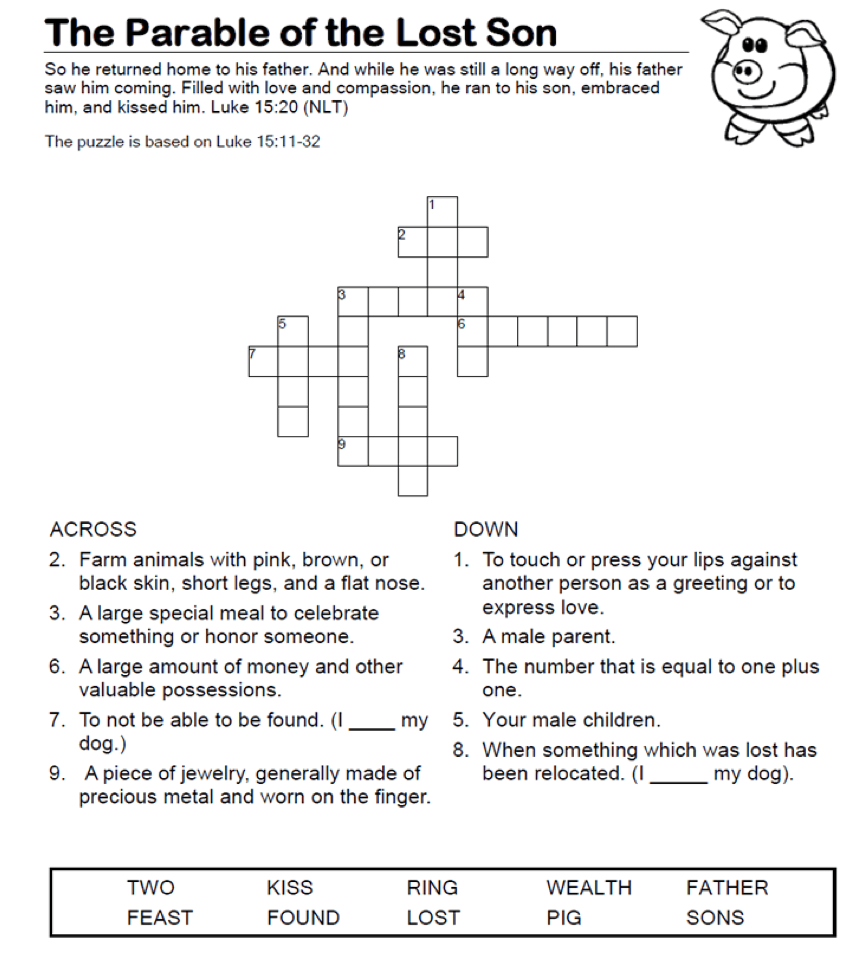 The Parable of the Lost Son
So he returned home to his father. And while he was still a long way off, his father
saw him coming. Filled with love and compassion, he ran to his son, embraced
him, and kissed him. Luke 15:20 (NLT)
The puzzle is based on Luke 15:11-32
1
2
3
4
5
6
7
8
9
ACROSS
2. Farm animals with pink, brown, or
black skin, short legs, and a flat nose.
3. A large special meal to celebrate
something or honor someone.
6. A large amount of money and other
valuable possessions.
7. To not be able to be found. (I _____ my
dog.)
9. A piece of jewelry, generally made of
precious metal and worn on the finger.
DOWN
1. To touch or press your lips against
another person as a greeting or to
express love.
3. A male parent.
4. The number that is equal to one plus
one.
5. Your male children.
8. When something which was lost has
been relocated. (I ______ my dog).
TWO KISS RING WEALTH FATHER
FEAST FOUND LOST PIG SONS